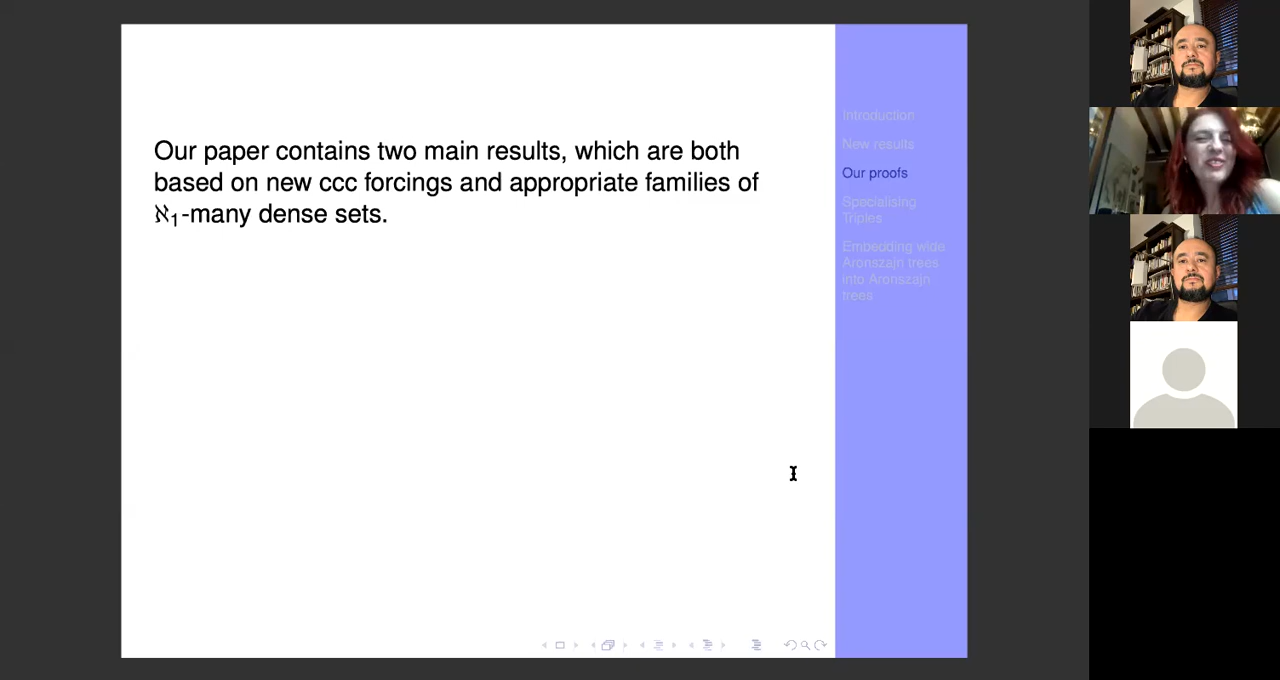 Our paper contains two main results, which are both
based on new ccc forcings and appropriate families of
ℵ₁-many dense sets.
Introduction
New results
Our proofs
Specialising
Triples
Embedding wide
Aronszajn trees
into Aronszajn
trees